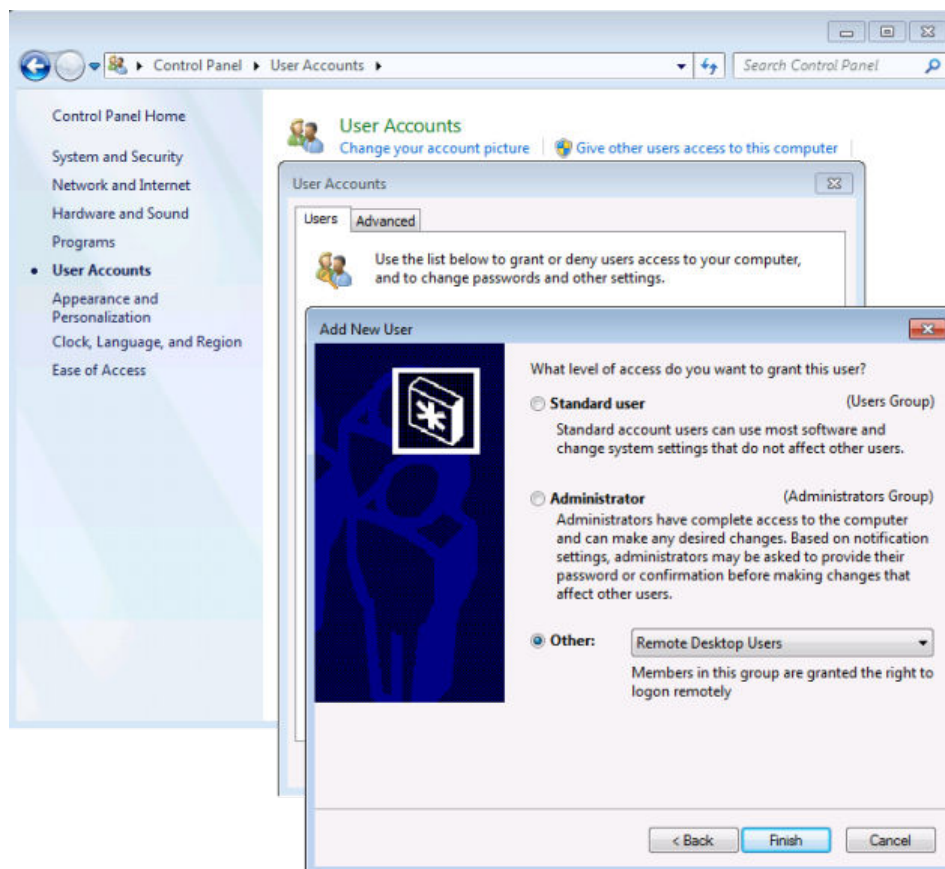 Control Panel User Accounts
Search Control Panel
Control Panel Home
System and Security
Network and Internet
Hardware and Sound
Programs
User Accounts
Appearance and
Personalization
Clock, Language, and Region
Ease of Access
User Accounts
Change your account picture
Give other users access to this computer
User Accounts
Users
Advanced
Use the list below to grant or deny users access to your computer,
and to change passwords and other settings.
Add New User
What level of access do you want to grant this user?
Standard user (Users Group)
Standard account users can use most software and
change system settings that do not affect other users.
Administrator (Administrators Group)
Administrators have complete access to the computer
and can make any desired changes. Based on notification
settings, administrators may be asked to provide their
password or confirmation before making changes that
affect other users.
Other: Remote Desktop Users
Members in this group are granted the right to
logon remotely
< Back Finish Cancel